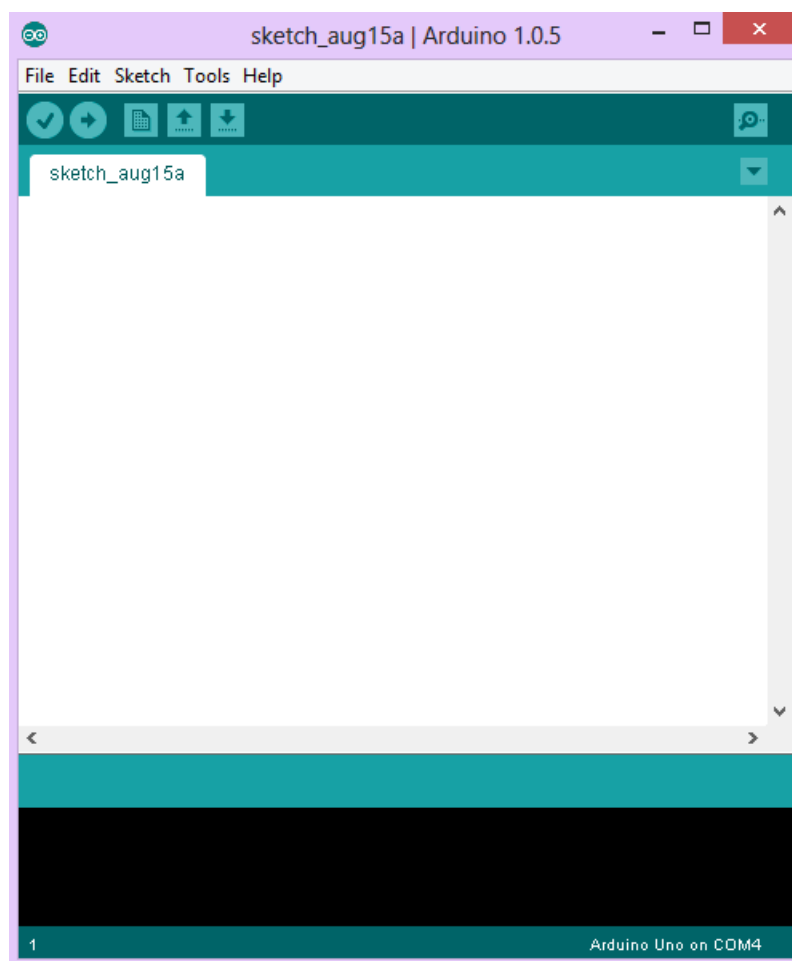 sketch_aug15a | Arduino 1.0.5
File Edit Sketch Tools Help
sketch_aug15a
1 Arduino Uno on COM4